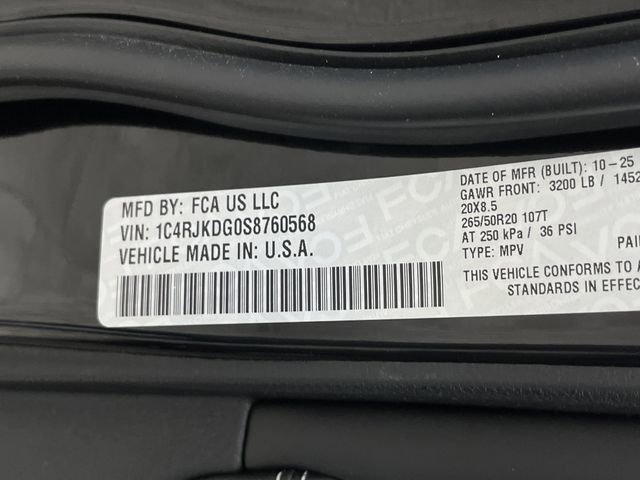 MFD BY: FCA US LLC
VIN: 1C4RJKDG0S8760568
VEHICLE MADE IN: U.S.A.
DATE OF MFR (BUILT): 10-25
GAWR FRONT: 3200 LB / 1452
20X8.5
265/50R20 107T
AT 250 kPa / 36 PSI
TYPE: MPV
PAI
THIS VEHICLE CONFORMS TO A
STANDARDS IN EFFEC